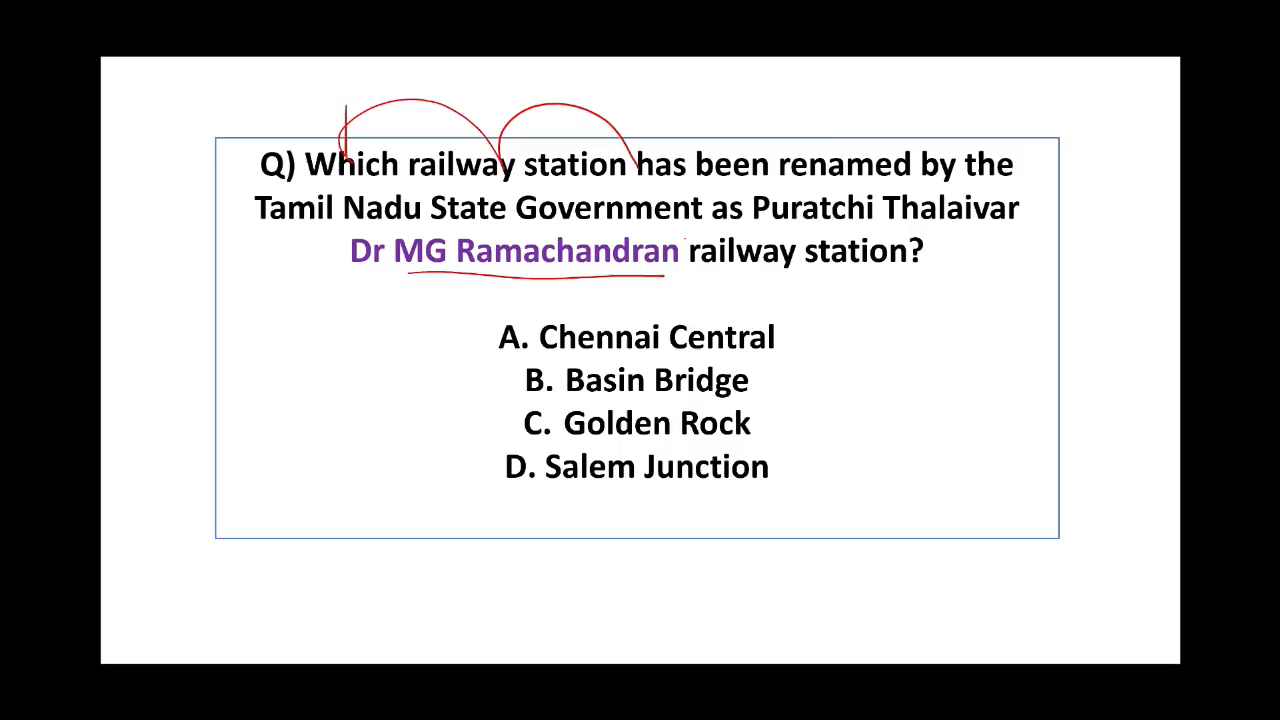 Q) Which railway station has been renamed by the
Tamil Nadu State Government as Puratchi Thalaivar
Dr MG Ramachandran railway station?
A. Chennai Central
B. Basin Bridge
C. Golden Rock
D. Salem Junction